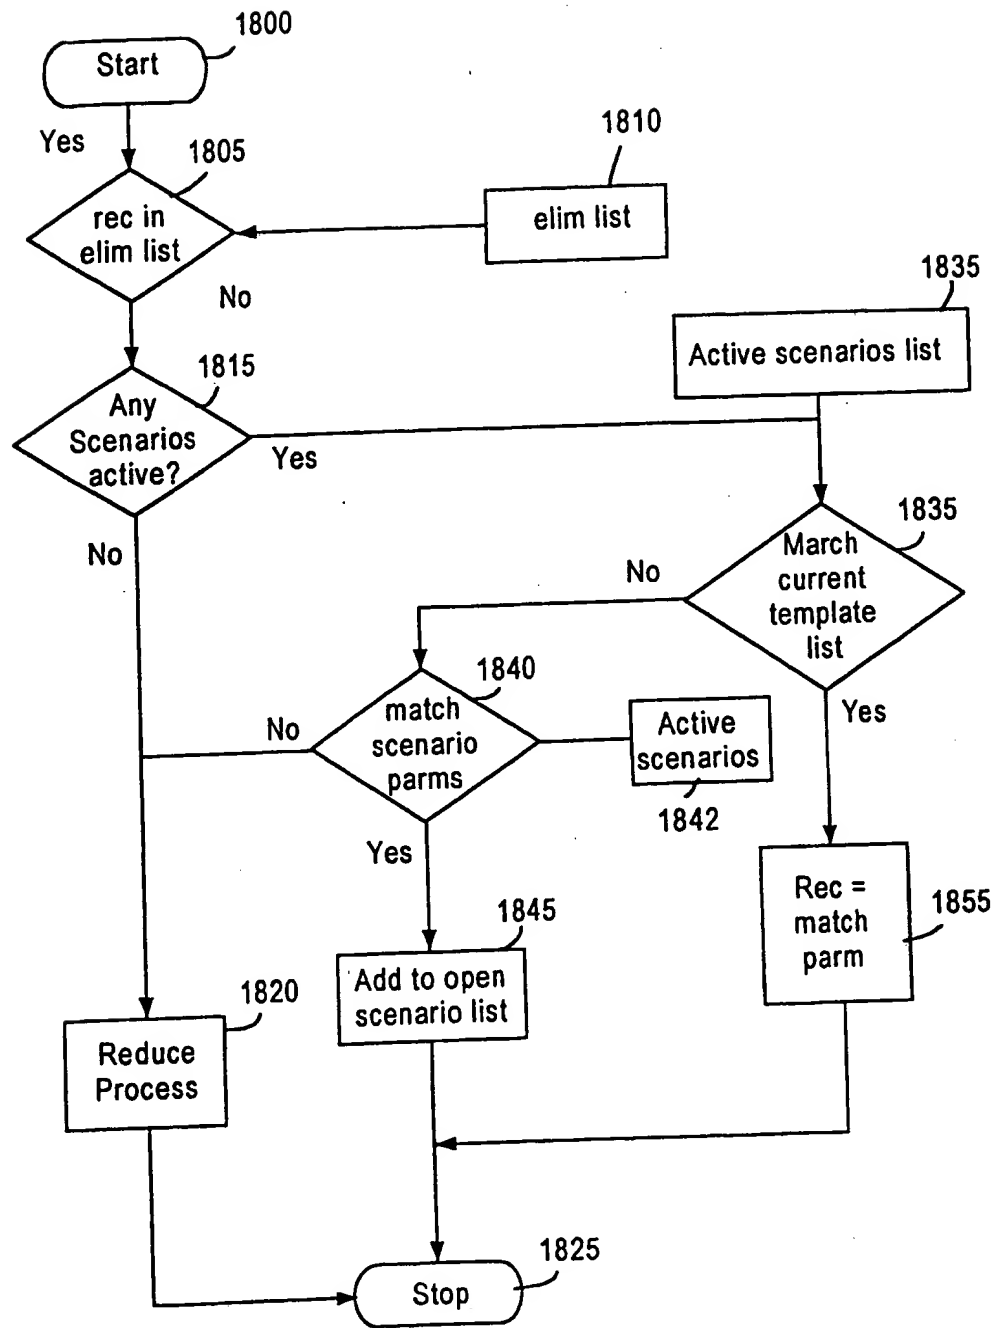 1800
Start
Yes
1805
1810
rec in
elim list
elim list
No
1835
Active scenarios list
1815
Any
Scenarios
active?
Yes
1835
March
current
template
list
No
No
1840
match
scenario
parms
No
Active
scenarios
1842
Yes
Yes
1845
Add to open
scenario list
Rec =
match
parm
1855
1820
Reduce
Process
1825
Stop